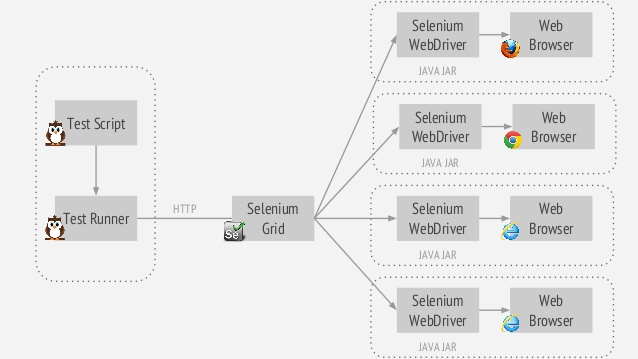 Test Script
Test Runner
HTTP
Selenium
Grid
Se
Selenium
WebDriver
Web
Browser
JAVA JAR
Selenium
WebDriver
Web
Browser
JAVA JAR
Selenium
WebDriver
Web
Browser
JAVA JAR
Selenium
WebDriver
Web
Browser
JAVA JAR